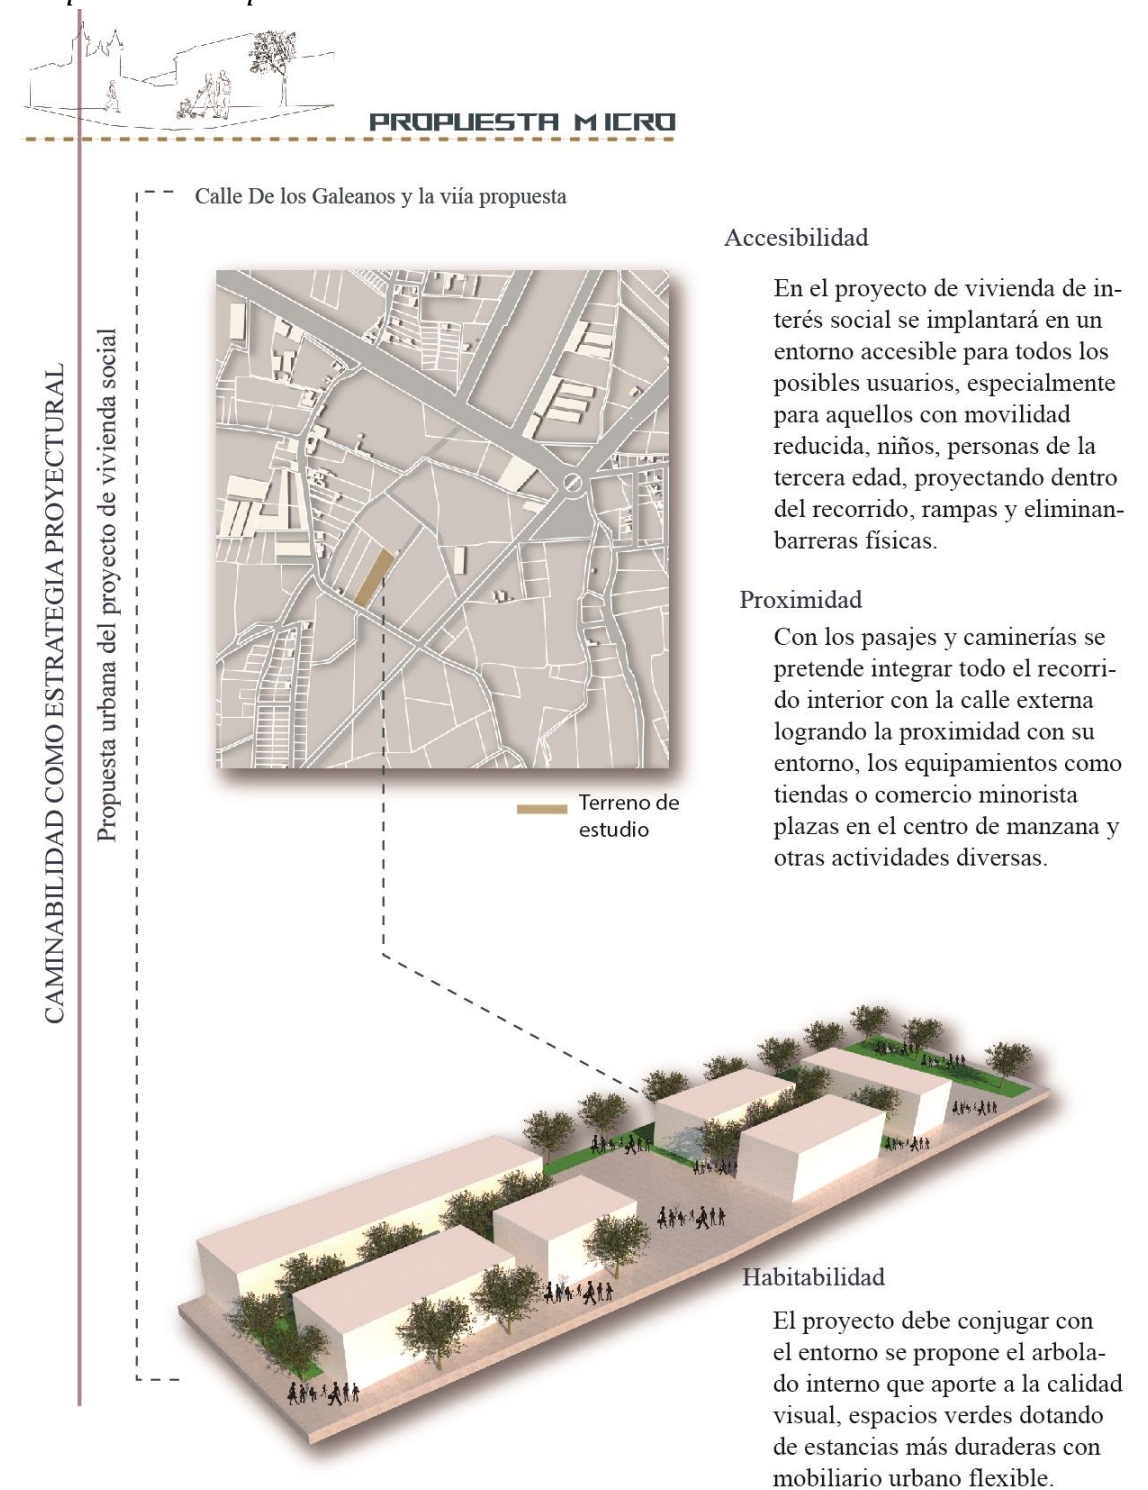 PROPUESTA MICRO
CAMINABILIDAD COMO ESTRATEGIA PROYECTURAL
Propuesta urbana del proyecto de vivienda social
Calle De los Galeanos y la viía propuesta
Accesibilidad
En el proyecto de vivienda de in-
terés social se implantará en un
entorno accesible para todos los
posibles usuarios, especialmente
para aquellos con movilidad
reducida, niños, personas de la
tercera edad, proyectando dentro
del recorrido, rampas y eliminan-
barreras físicas.
Proximidad
Con los pasajes y caminerías se
pretende integrar todo el recorri-
do interior con la calle externa
logrando la proximidad con su
entorno, los equipamientos como
tiendas o comercio minorista
plazas en el centro de manzana y
otras actividades diversas.
Terreno de
estudio
Habitabilidad
El proyecto debe conjugar con
el entorno se propone el arbola-
do interno que aporte a la calidad
visual, espacios verdes dotando
de estancias más duraderas con
mobiliario urbano flexible.